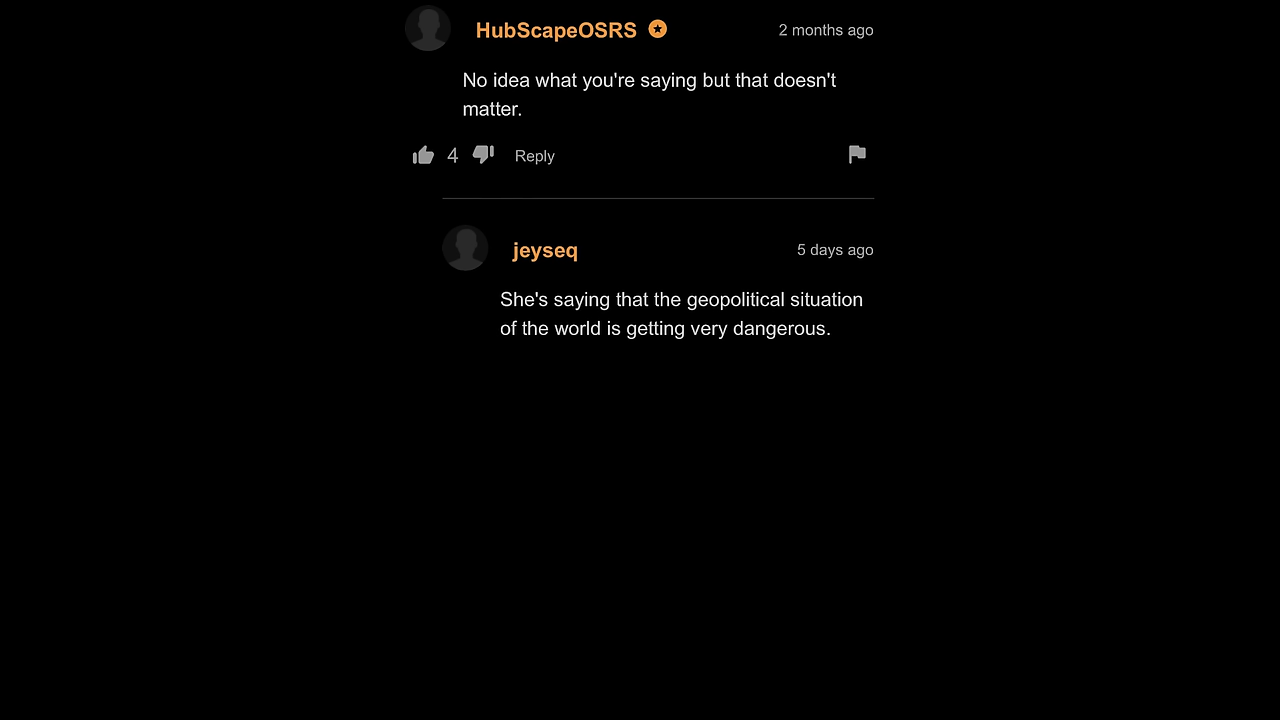 HubScapeOSRS
2 months ago
No idea what you're saying but that doesn't
matter.
4
Reply
jeyseq
5 days ago
She's saying that the geopolitical situation
of the world is getting very dangerous.